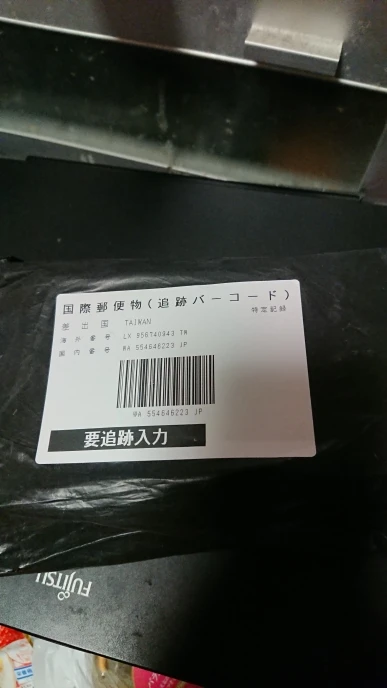 国際郵便物(追跡バーコード)
特定記録
差出国 TAIWAN
海外番号 LH 956740843 TW
国内番号 WA 554646223 JP
WA 554646223 JP
要追跡入力
FUJITSU